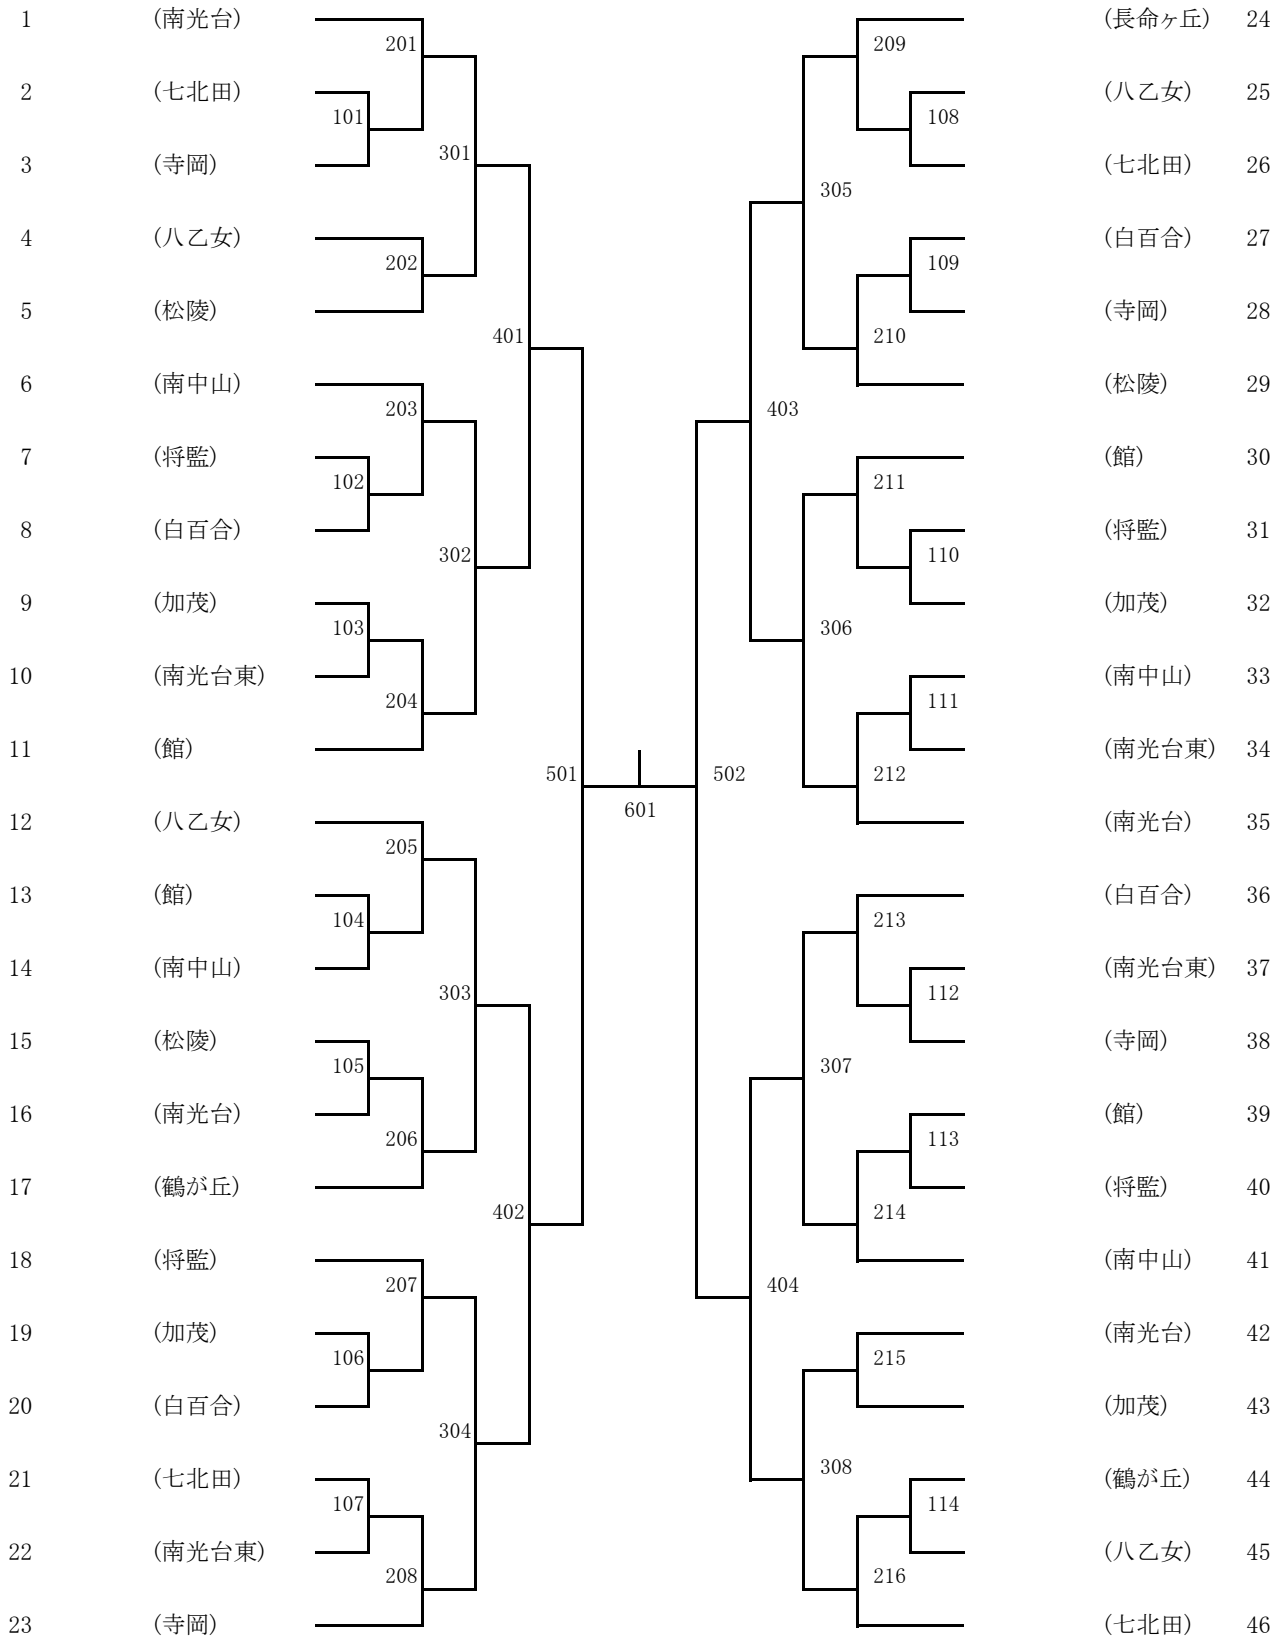 1 (南光台) (長命ヶ丘) 24
201 209
2 (七北田) (八乙女) 25
101 108
3 (寺岡) 301 (七北田) 26
305
4 (八乙女) (白百合) 27
202 109
5 (松陵) (寺岡) 28
401 210
6 (南中山) (松陵) 29
203 403
7 (将監) (館) 30
102 211
8 (白百合) (将監) 31
302 110
9 (加茂) (加茂) 32
103 306
10 (南光台東) (南中山) 33
204 111
11 (館) (南光台東) 34
501 502 212
12 (八乙女) 601 (南光台) 35
205
13 (館) (白百合) 36
104 213
14 (南中山) (南光台東) 37
303 112
15 (松陵) (寺岡) 38
105 307
16 (南光台) (館) 39
206 113
17 (鶴が丘) (将監) 40
402 214
18 (将監) (南中山) 41
207 404
19 (加茂) (南光台) 42
106 215
20 (白百合) (加茂) 43
304
308
21 (七北田) (鶴が丘) 44
107 114
22 (南光台東) (八乙女) 45
208 216
23 (寺岡) (七北田) 46